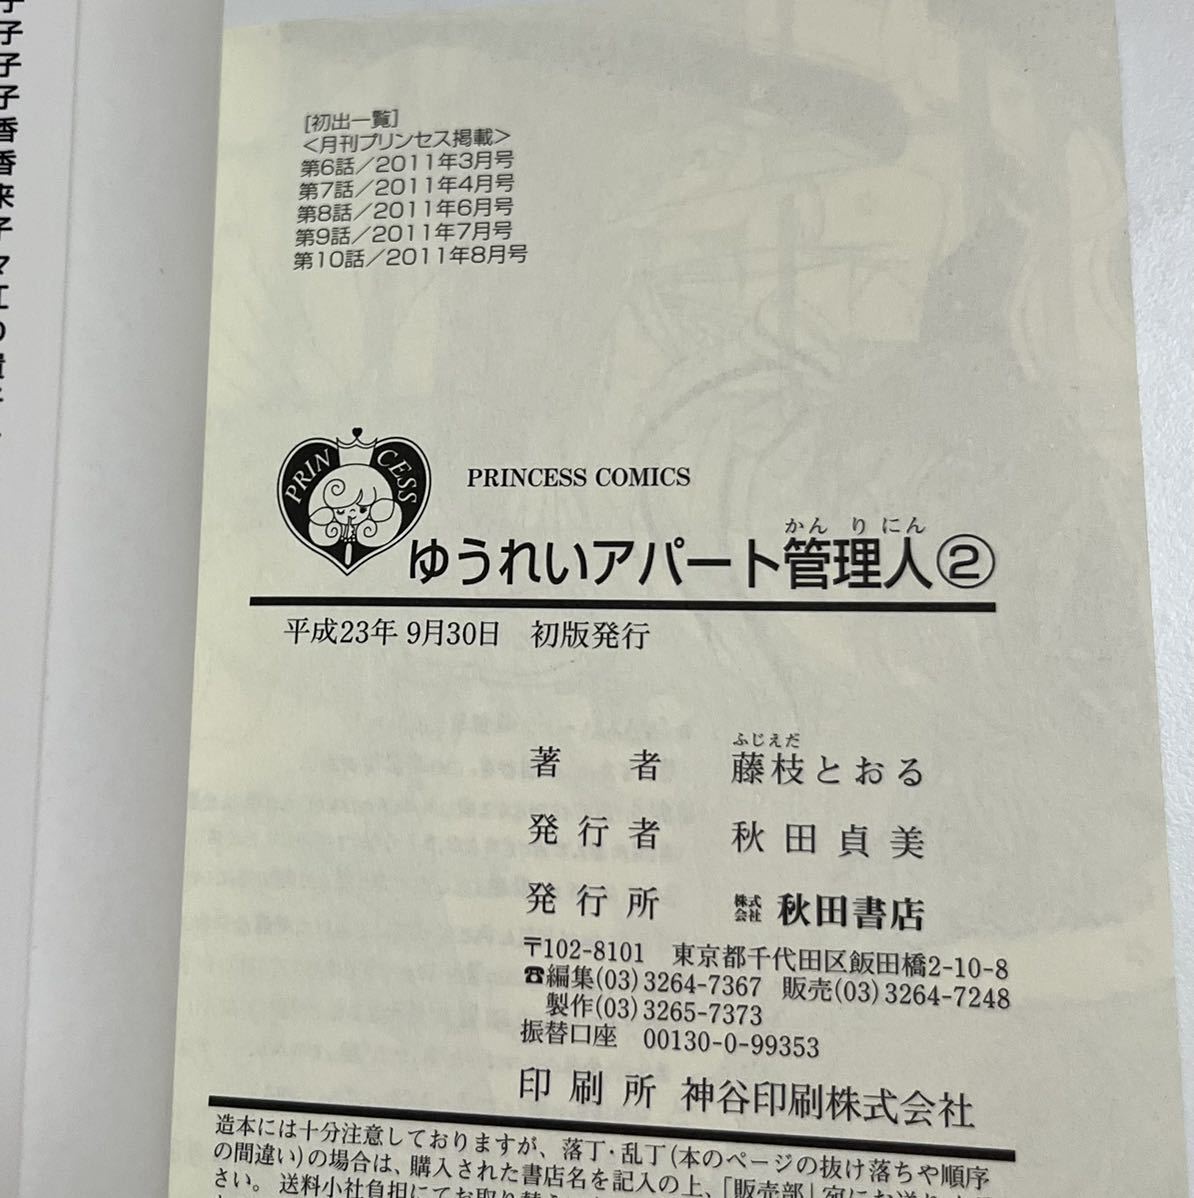 [初出一覧]
<月刊プリンセス掲載>
第6話／2011年3月号
第7話／2011年4月号
第8話／2011年6月号
第9話／2011年7月号
第10話／2011年8月号
PRINCESS
PRINCESS COMICS
かんりにん
ゆうれいアパート管理人②
平成23年 9月30日 初版発行
ふじえだ
著者 藤枝とおる
発行者 秋田貞美
発行所 株式会社 秋田書店
〒102-8101 東京都千代田区飯田橋2-10-8
☎編集(03)3264-7367 販売(03)3264-7248
製作(03)3265-7373
振替口座 00130-0-99353
印刷所 神谷印刷株式会社
造本には十分注意しておりますが、落丁・乱丁(本のページの抜け落ちや順序
の間違い)の場合は、購入された書店名を記入の上、「販売部」宛にお送り
さい。送料小社負担にてお取り替え